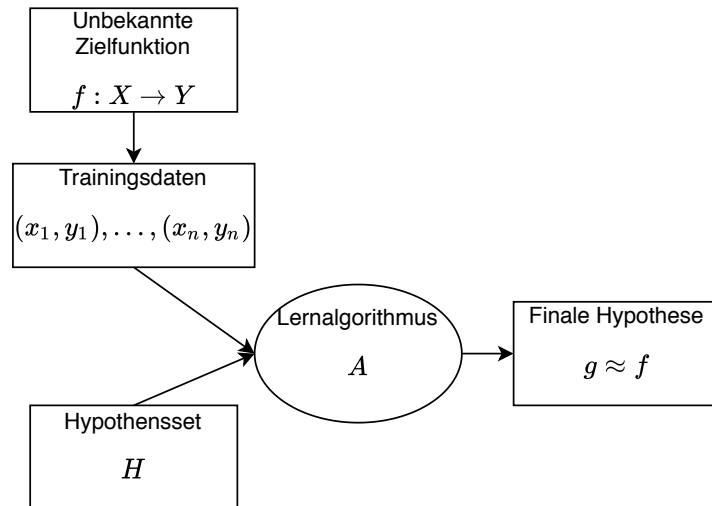 Unbekannte
Zielfunktion
f : X → Y
Trainingsdaten
(x₁, y₁), . . . , (xₙ, yₙ)
Lernalgorithmus
A
Finale Hypothese
g ≈ f
Hypothensset
H